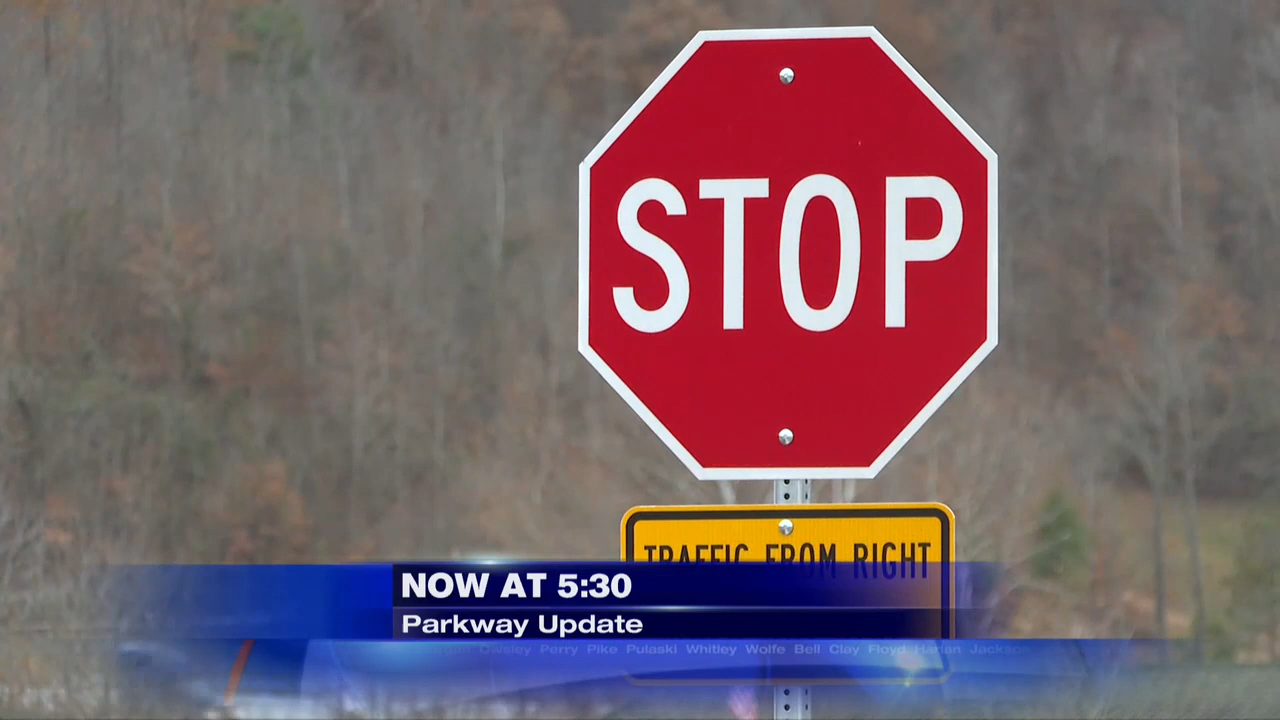 STOP
TRAFFIC FROM RIGHT
NOW AT 5:30
Parkway Update
Owsley Perry Pike Pulaski Whitley Wolfe Bell Clay Floyd Harlan Jackson